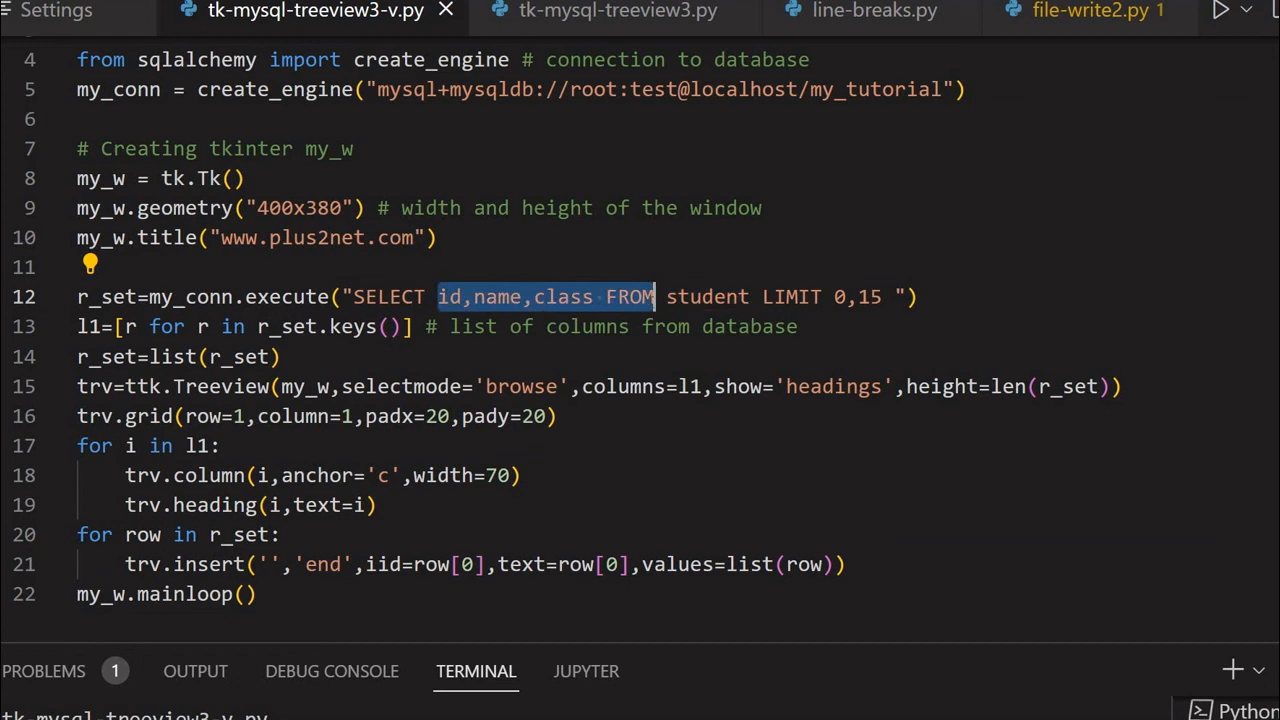 Settings tk-mysql-treeview3-v.py tk-mysql-treeview3.py line-breaks.py file-write2.py 1
4 from sqlalchemy import create_engine # connection to database
5 my_conn = create_engine("mysql+mysqldb://root:test@localhost/my_tutorial")
6
7 # Creating tkinter my_w
8 my_w = tk.Tk()
9 my_w.geometry("400x380") # width and height of the window
10 my_w.title("www.plus2net.com")
11
12 r_set=my_conn.execute("SELECT id,name,class FROM student LIMIT 0,15 ")
13 l1=[r for r in r_set.keys()] # list of columns from database
14 r_set=list(r_set)
15 trv=ttk.Treeview(my_w,selectmode='browse',columns=l1,show='headings',height=len(r_set))
16 trv.grid(row=1,column=1,padx=20,pady=20)
17 for i in l1:
18     trv.column(i,anchor='c',width=70)
19     trv.heading(i,text=i)
20 for row in r_set:
21     trv.insert('','end',iid=row[0],text=row[0],values=list(row))
22 my_w.mainloop()
PROBLEMS 1 OUTPUT DEBUG CONSOLE TERMINAL JUPYTER
tk-mysql-treeview3-v.py
Python